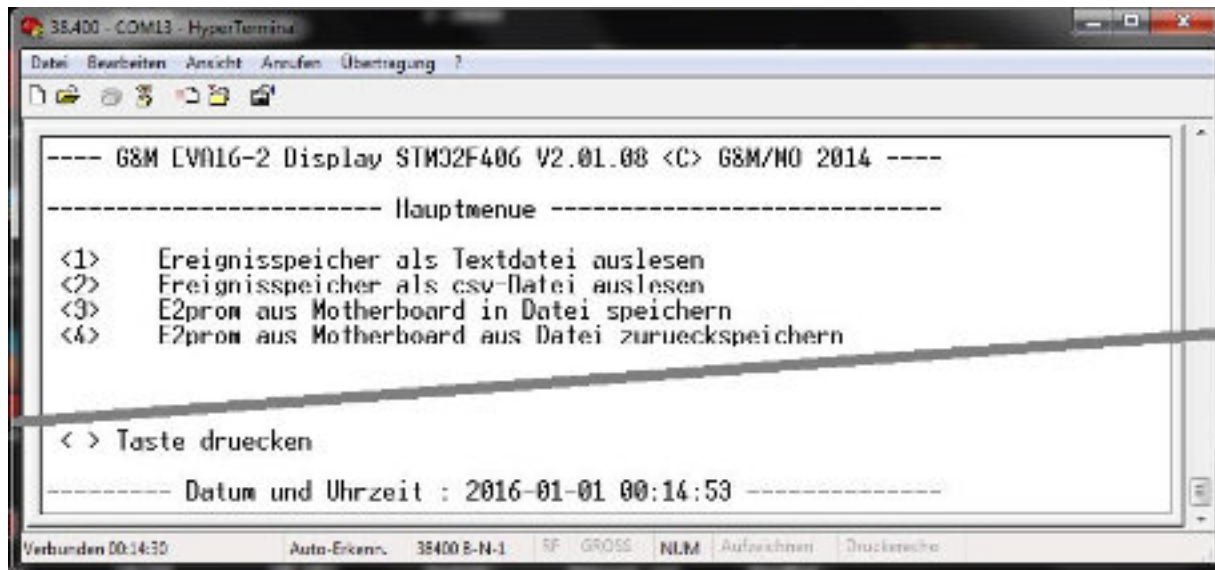 38.400 - COM13 - HyperTerminal
Datei Bearbeiten Ansicht Anrufen Übertragung ?
---- G&M EVA16-2 Display STM32F406 V2.01.08 <C> G&M/NO 2014 ----
------------------------ Hauptmenue ----------------------------
<1> Ereignisspeicher als Textdatei auslesen
<2> Ereignisspeicher als csv-Datei auslesen
<3> E2prom aus Motherboard in Datei speichern
<4> E2prom aus Motherboard aus Datei zurueckspeichern
< > Taste druecken
--------- Datum und Uhrzeit : 2016-01-01 00:14:53 --------------
Verbunden 00:14:30 Auto-Erkenn. 38400 8-N-1 RF GROSS NUM Aufzeichnen Druckerecho